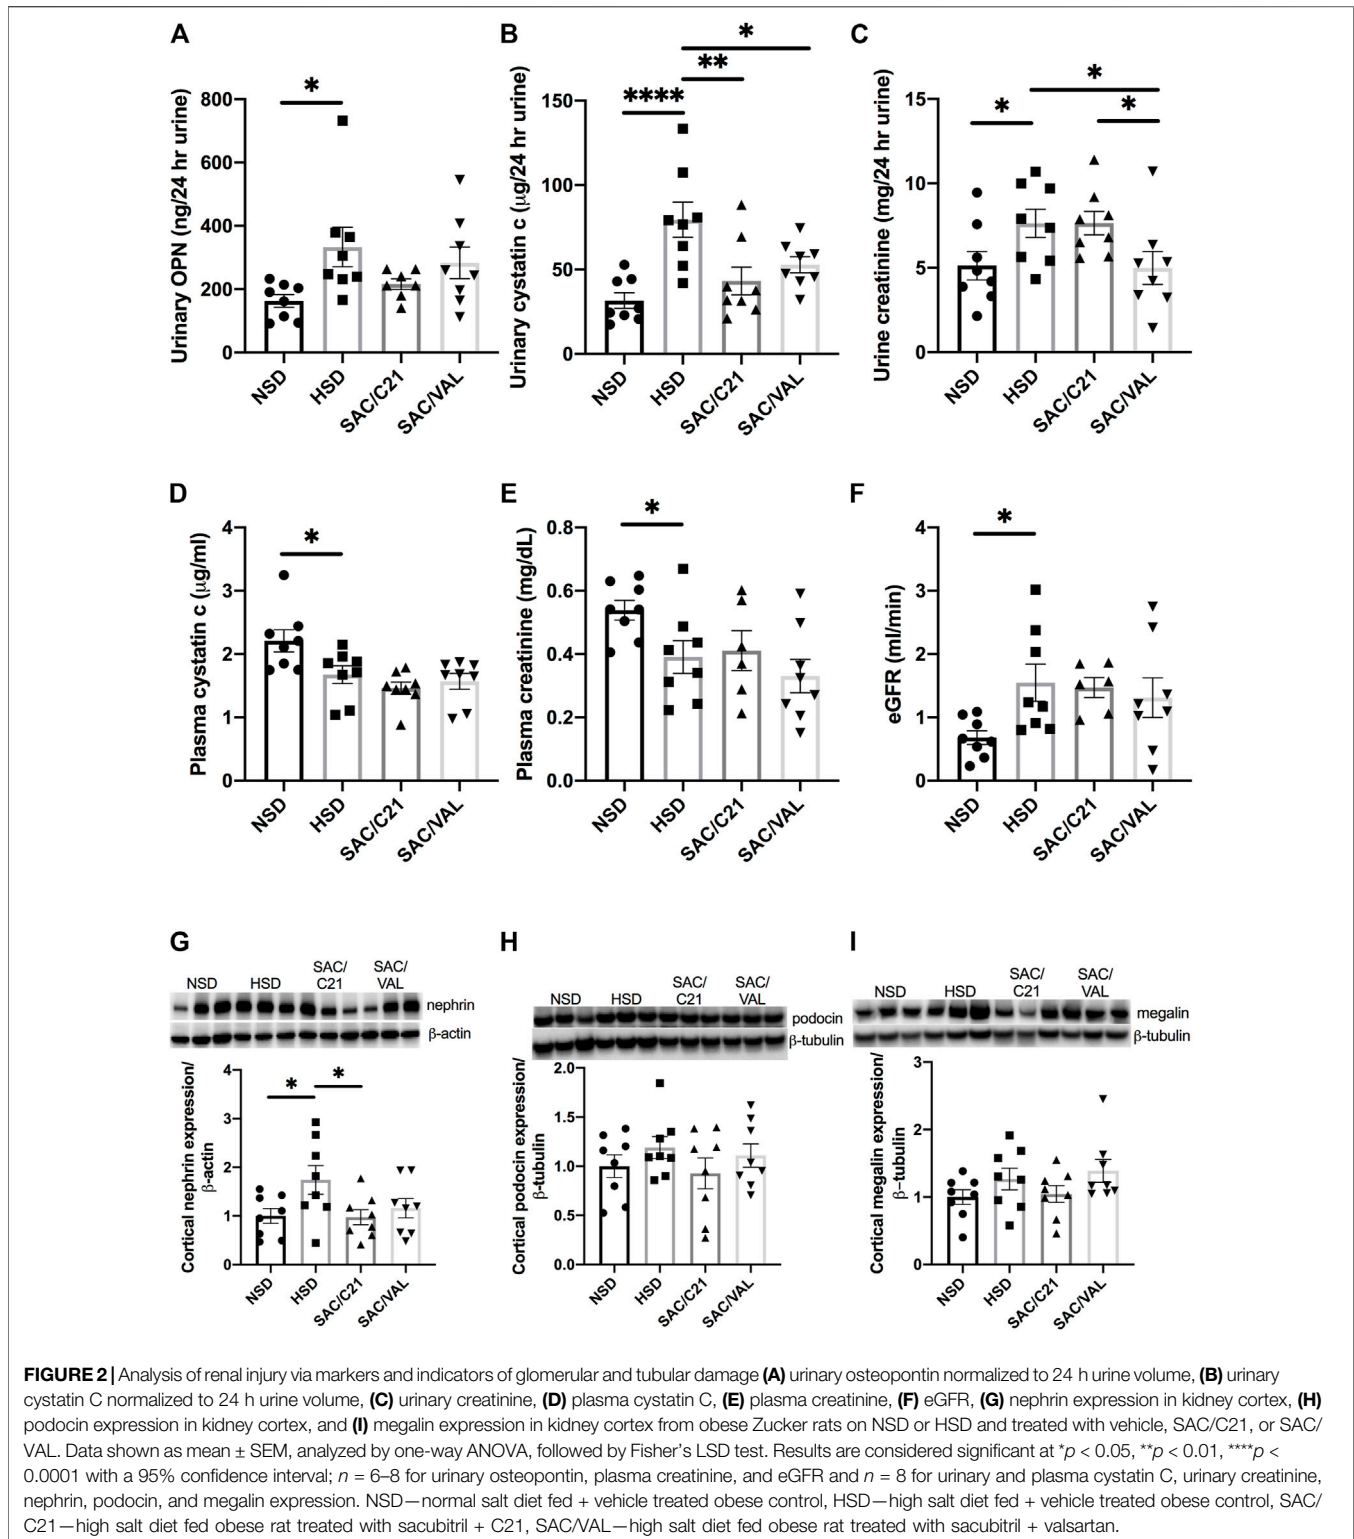 A
B
C
*
****
**
*
*
*
*
Urinary OPN (ng/24 hr urine)
800
600
400
200
0
NSD
HSD
SAC/C21
SAC/VAL
Urinary cystatin c (μg/24 hr urine)
150
100
50
0
NSD
HSD
SAC/C21
SAC/VAL
Urine creatinine (mg/24 hr urine)
15
10
5
0
NSD
HSD
SAC/C21
SAC/VAL
D
E
F
*
*
*
Plasma cystatin c (μg/ml)
4
3
2
1
0
NSD
HSD
SAC/C21
SAC/VAL
Plasma creatinine (mg/dL)
0.8
0.6
0.4
0.2
0.0
NSD
HSD
SAC/C21
SAC/VAL
eGFR (ml/min)
4
3
2
1
0
NSD
HSD
SAC/C21
SAC/VAL
G
NSD HSD SAC/ SAC/
C21 VAL
nephrin
β-actin
*
*
Cortical nephrin expression/
β-actin
4
3
2
1
0
NSD
HSD
SAC/C21
SAC/VAL
H
NSD HSD SAC/ SAC/
C21 VAL
podocin
β-tubulin
Cortical podocin expression/
β-tubulin
2.0
1.5
1.0
0.5
0.0
NSD
HSD
SAC/C21
SAC/VAL
I
NSD HSD SAC/ SAC/
C21 VAL
megalin
β-tubulin
Cortical megalin expression/
β-tubulin
3
2
1
0
NSD
HSD
SAC/C21
SAC/VAL
FIGURE 2 | Analysis of renal injury via markers and indicators of glomerular and tubular damage (A) urinary osteopontin normalized to 24 h urine volume, (B) urinary
cystatin C normalized to 24 h urine volume, (C) urinary creatinine, (D) plasma cystatin C, (E) plasma creatinine, (F) eGFR, (G) nephrin expression in kidney cortex, (H)
podocin expression in kidney cortex, and (I) megalin expression in kidney cortex from obese Zucker rats on NSD or HSD and treated with vehicle, SAC/C21, or SAC/
VAL. Data shown as mean ± SEM, analyzed by one-way ANOVA, followed by Fisher's LSD test. Results are considered significant at *p < 0.05, **p < 0.01, ****p <
0.0001 with a 95% confidence interval; n = 6–8 for urinary osteopontin, plasma creatinine, and eGFR and n = 8 for urinary and plasma cystatin C, urinary creatinine,
nephrin, podocin, and megalin expression. NSD—normal salt diet fed + vehicle treated obese control, HSD—high salt diet fed + vehicle treated obese control, SAC/
C21—high salt diet fed obese rat treated with sacubitril + C21, SAC/VAL—high salt diet fed obese rat treated with sacubitril + valsartan.